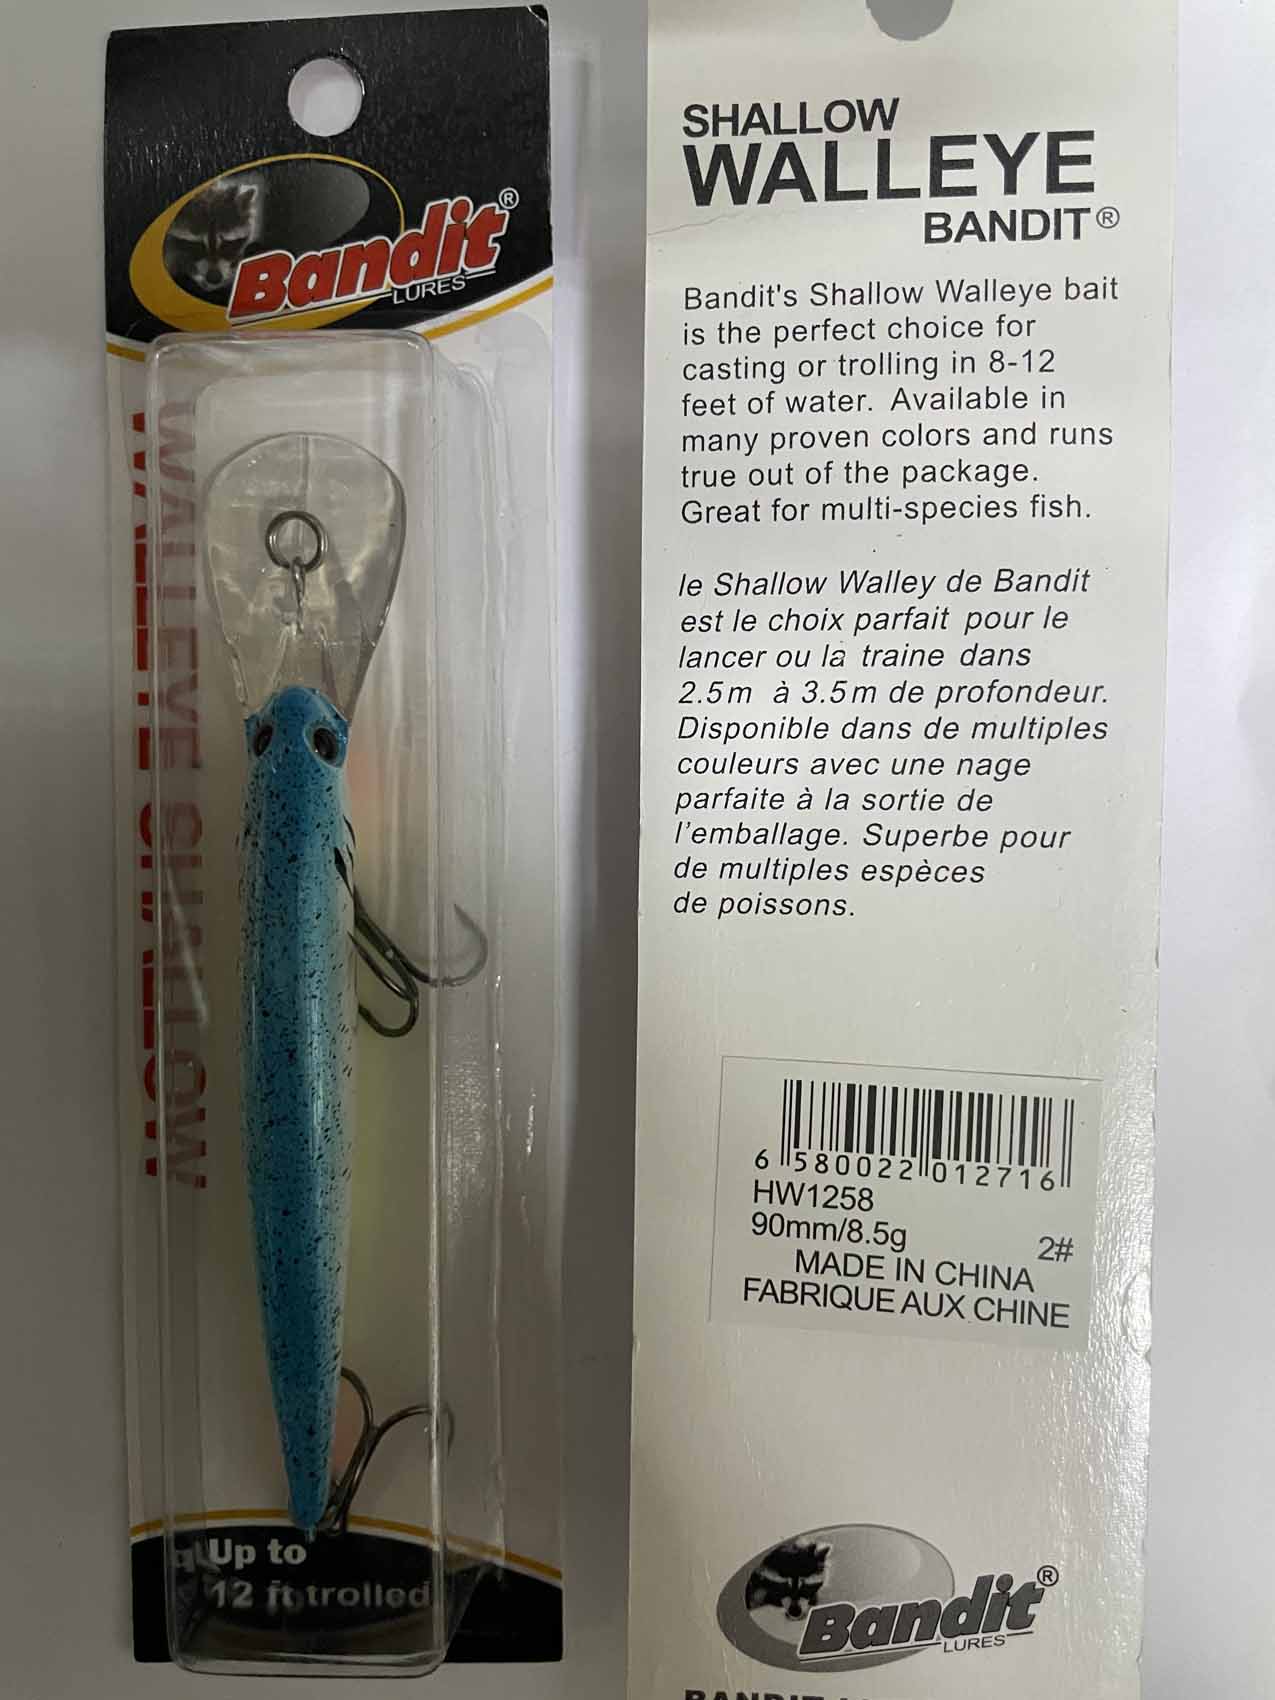 Bandit®
LURES
WALLEYE SHALLOW
Up to
12 ft trolled
SHALLOW
WALLEYE
BANDIT®
Bandit's Shallow Walleye bait
is the perfect choice for
casting or trolling in 8-12
feet of water. Available in
many proven colors and runs
true out of the package.
Great for multi-species fish.
le Shallow Walley de Bandit
est le choix parfait pour le
lancer ou la traine dans
2.5m à 3.5m de profondeur.
Disponible dans de multiples
couleurs avec une nage
parfaite à la sortie de
l'emballage. Superbe pour
de multiples espèces
de poissons.
6 580022 012716
HW1258
90mm/8.5g
2#
MADE IN CHINA
FABRIQUE AUX CHINE
Bandit®
LURES